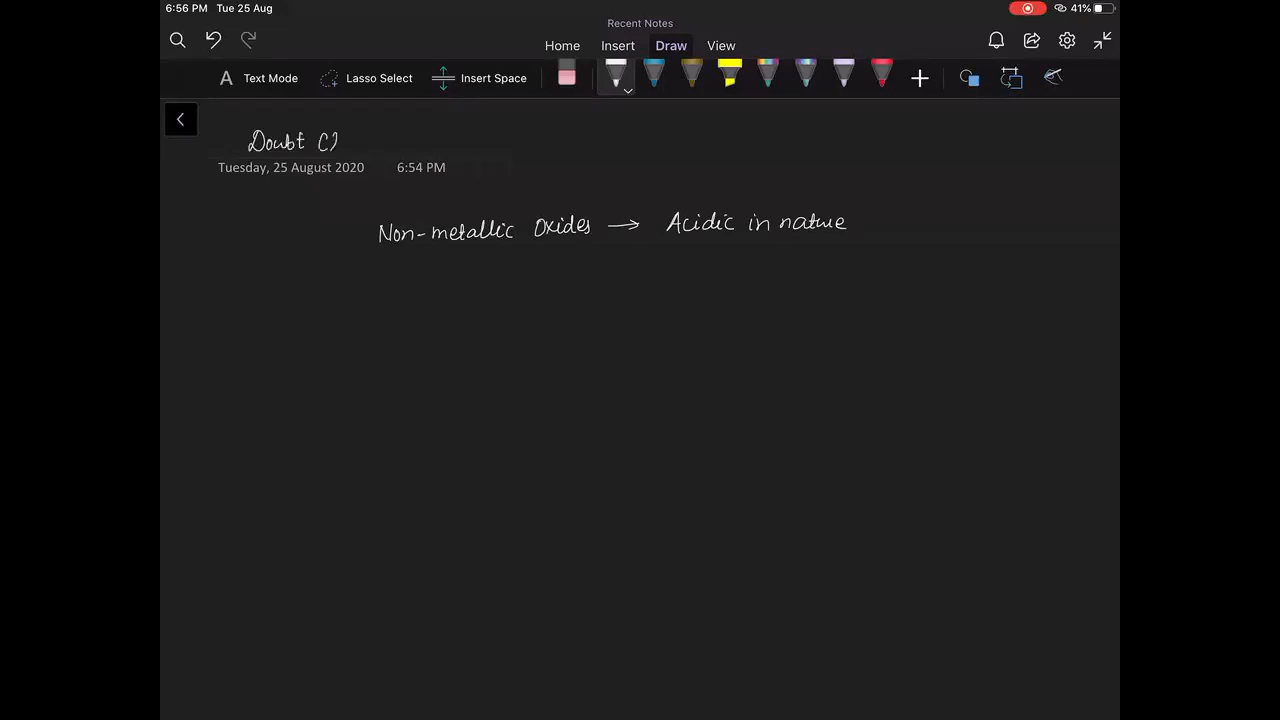 6:56 PM Tue 25 Aug 41%
Recent Notes
Home Insert Draw View
A Text Mode Lasso Select Insert Space
Doubt
Tuesday, 25 August 2020 6:54 PM
Non-metallic Oxides → Acidic in nature